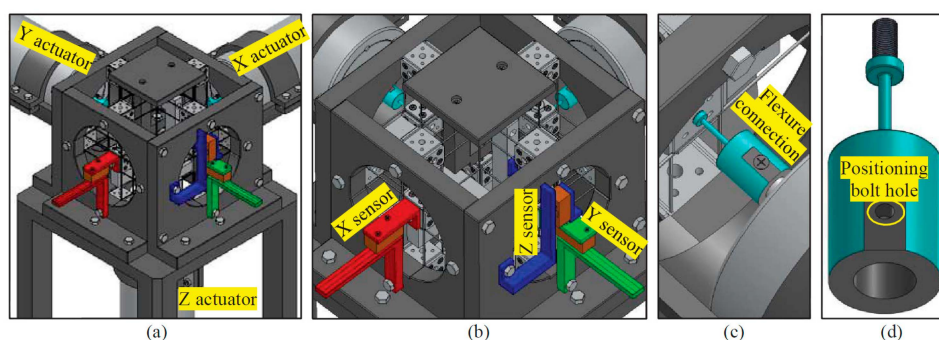 Y actuator
X actuator
Z actuator
(a)
X sensor
Z sensor
Y sensor
(b)
Flexure
connection
(c)
Positioning
bolt hole
(d)